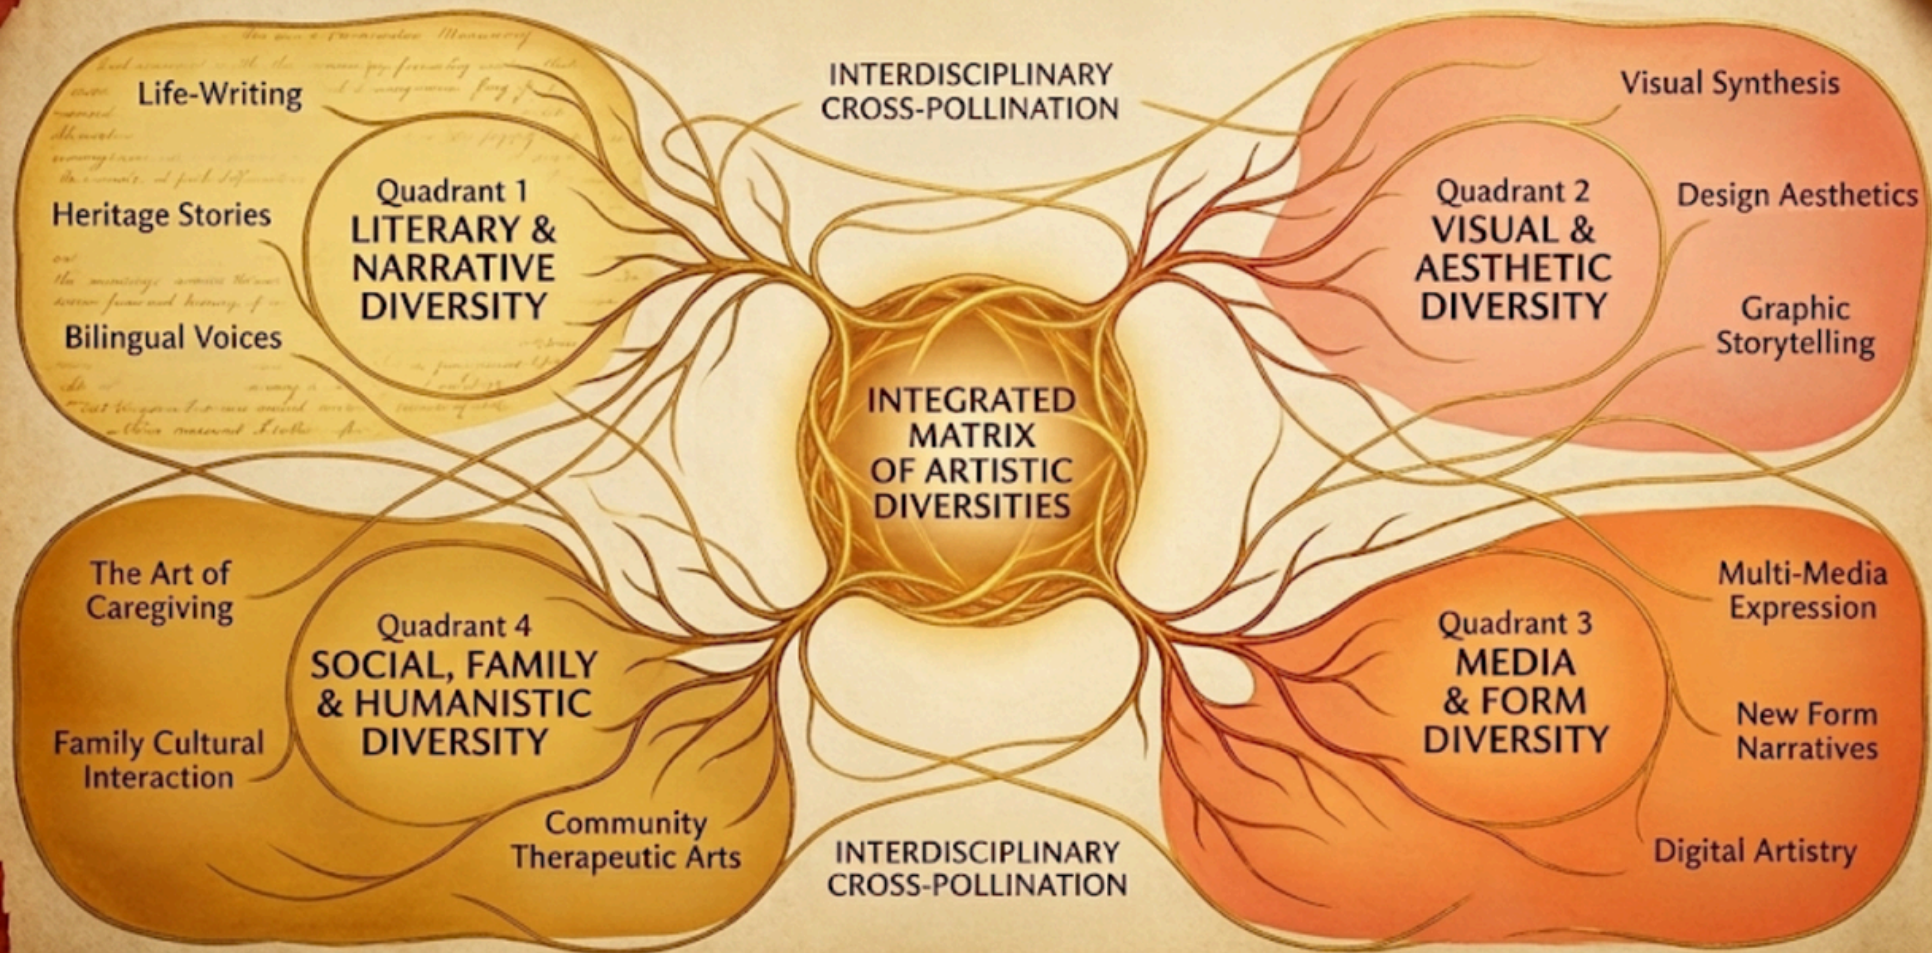 INTERDISCIPLINARY
CROSS-POLLINATION
Life-Writing
Heritage Stories
Bilingual Voices
Quadrant 1
LITERARY &
NARRATIVE
DIVERSITY
Quadrant 2
VISUAL &
AESTHETIC
DIVERSITY
Visual Synthesis
Design Aesthetics
Graphic
Storytelling
INTEGRATED
MATRIX
OF ARTISTIC
DIVERSITIES
The Art of
Caregiving
Family Cultural
Interaction
Quadrant 4
SOCIAL, FAMILY
& HUMANISTIC
DIVERSITY
Community
Therapeutic Arts
Quadrant 3
MEDIA
& FORM
DIVERSITY
Multi-Media
Expression
New Form
Narratives
Digital Artistry
INTERDISCIPLINARY
CROSS-POLLINATION